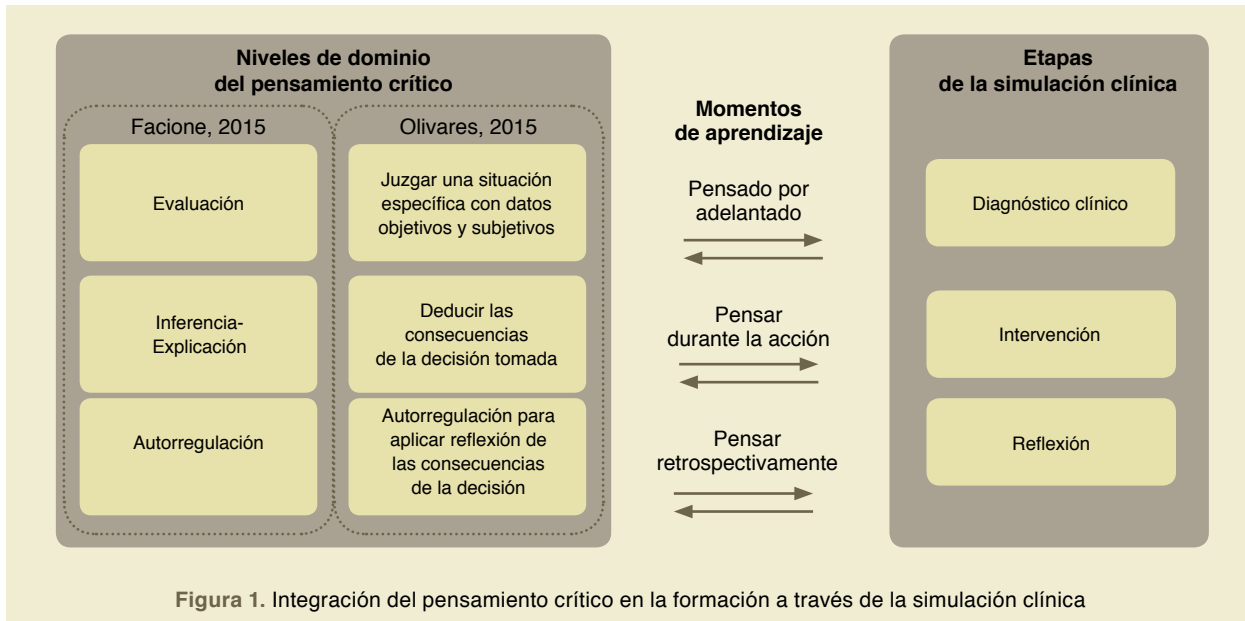 Niveles de dominio
del pensamiento crítico
Facione, 2015
Olivares, 2015
Evaluación
Juzgar una situación
específica con datos
objetivos y subjetivos
Inferencia-
Explicación
Deducir las
consecuencias
de la decisión tomada
Autorregulación
Autorregulación para
aplicar reflexión de
las consecuencias
de la decisión
Momentos
de aprendizaje
Pensado por
adelantado
Pensar
durante la acción
Pensar
retrospectivamente
Etapas
de la simulación clínica
Diagnóstico clínico
Intervención
Reflexión
Figura 1. Integración del pensamiento crítico en la formación a través de la simulación clínica